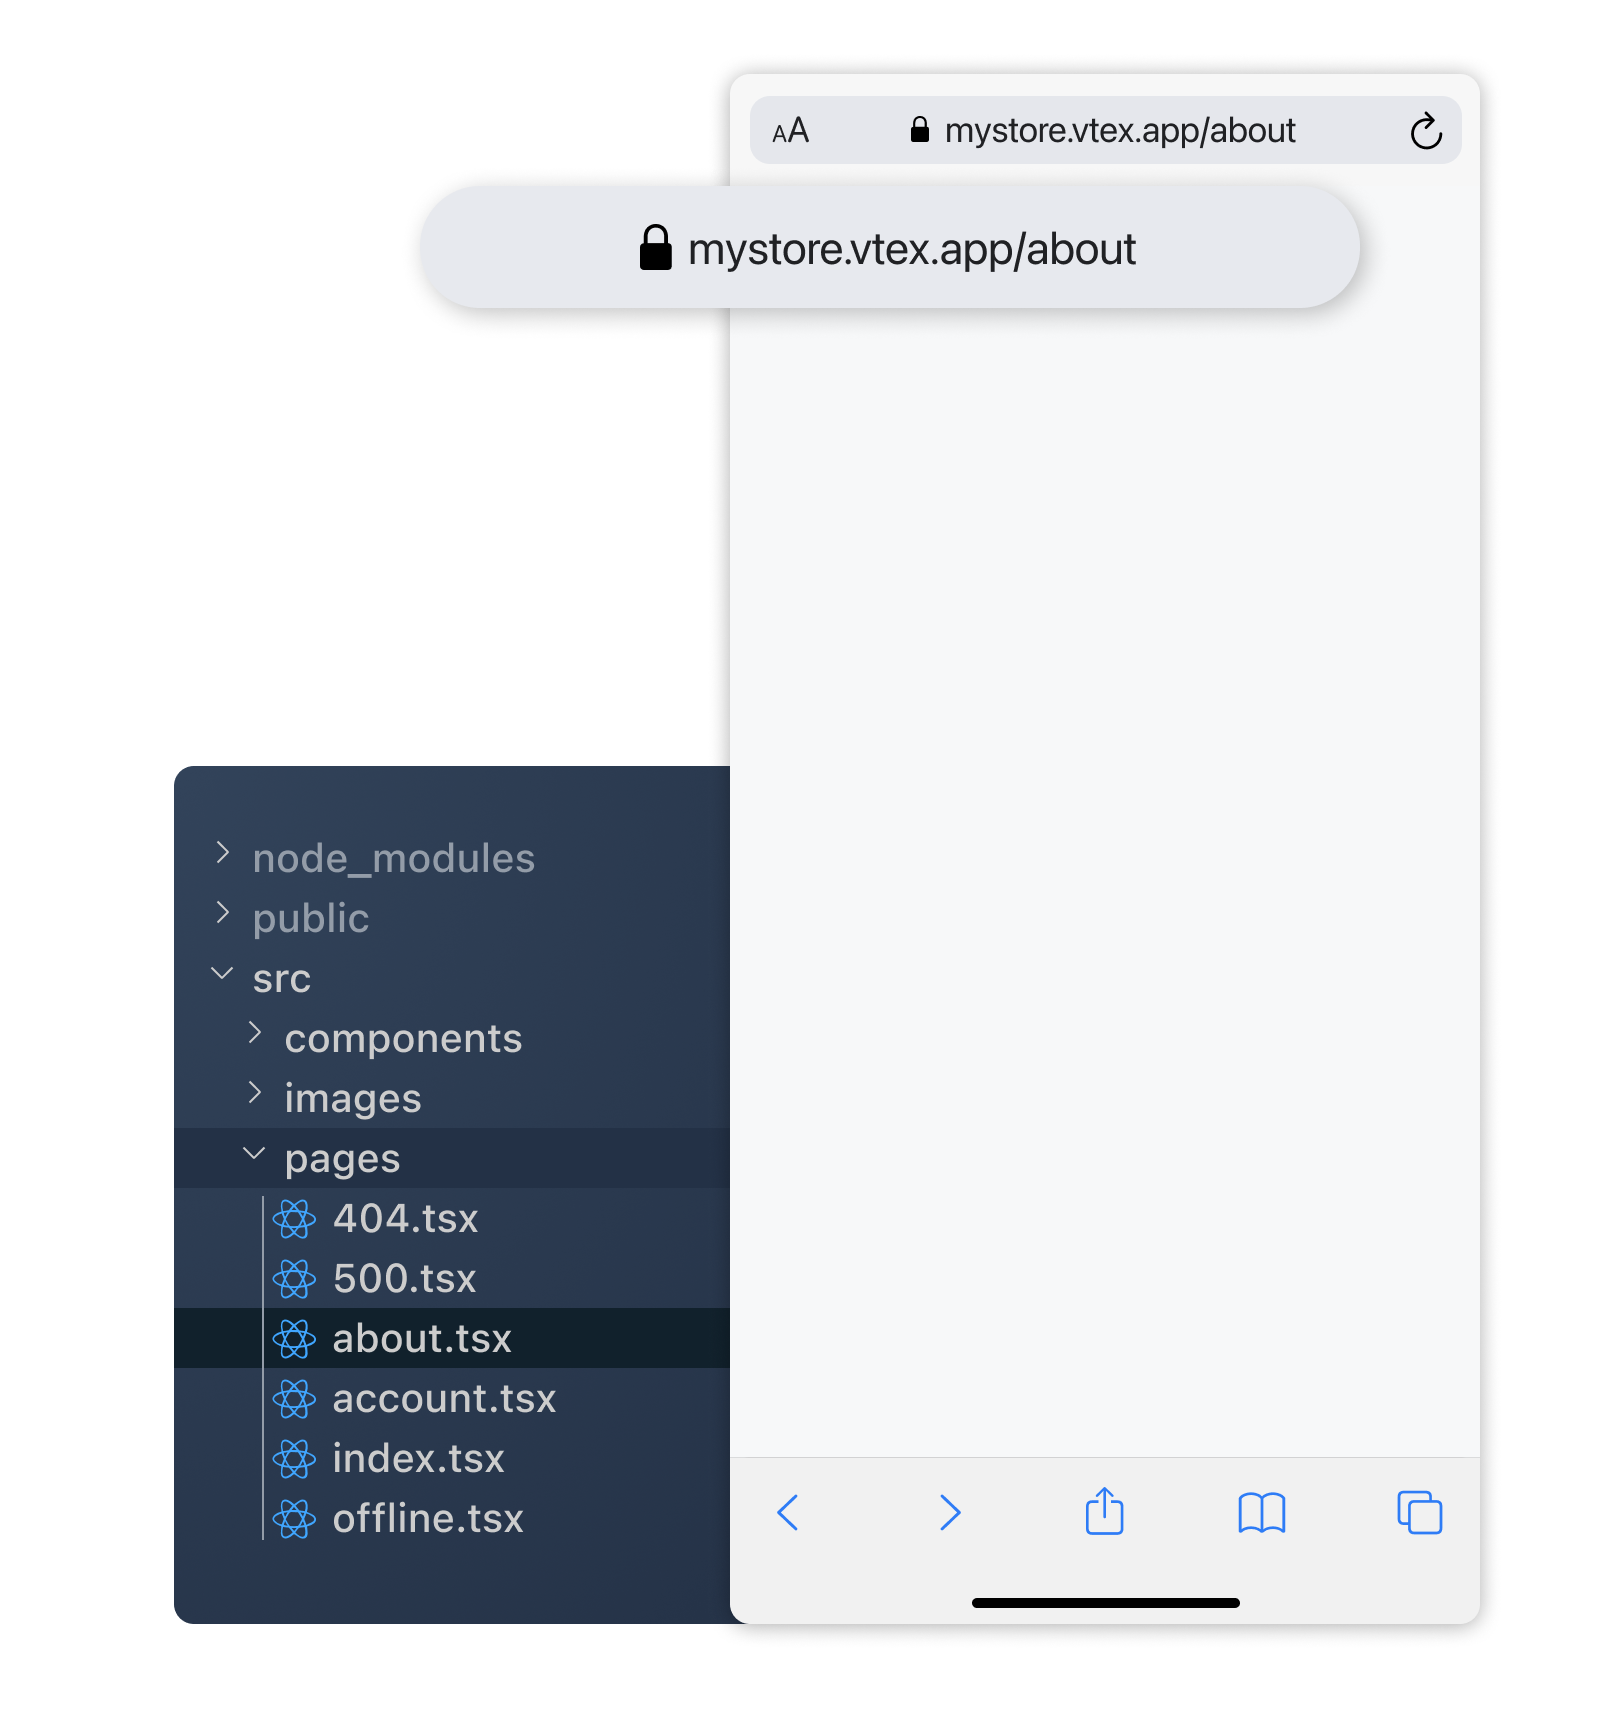 AA
mystore.vtex.app/about
mystore.vtex.app/about
node_modules
public
src
components
images
pages
404.tsx
500.tsx
about.tsx
account.tsx
index.tsx
offline.tsx